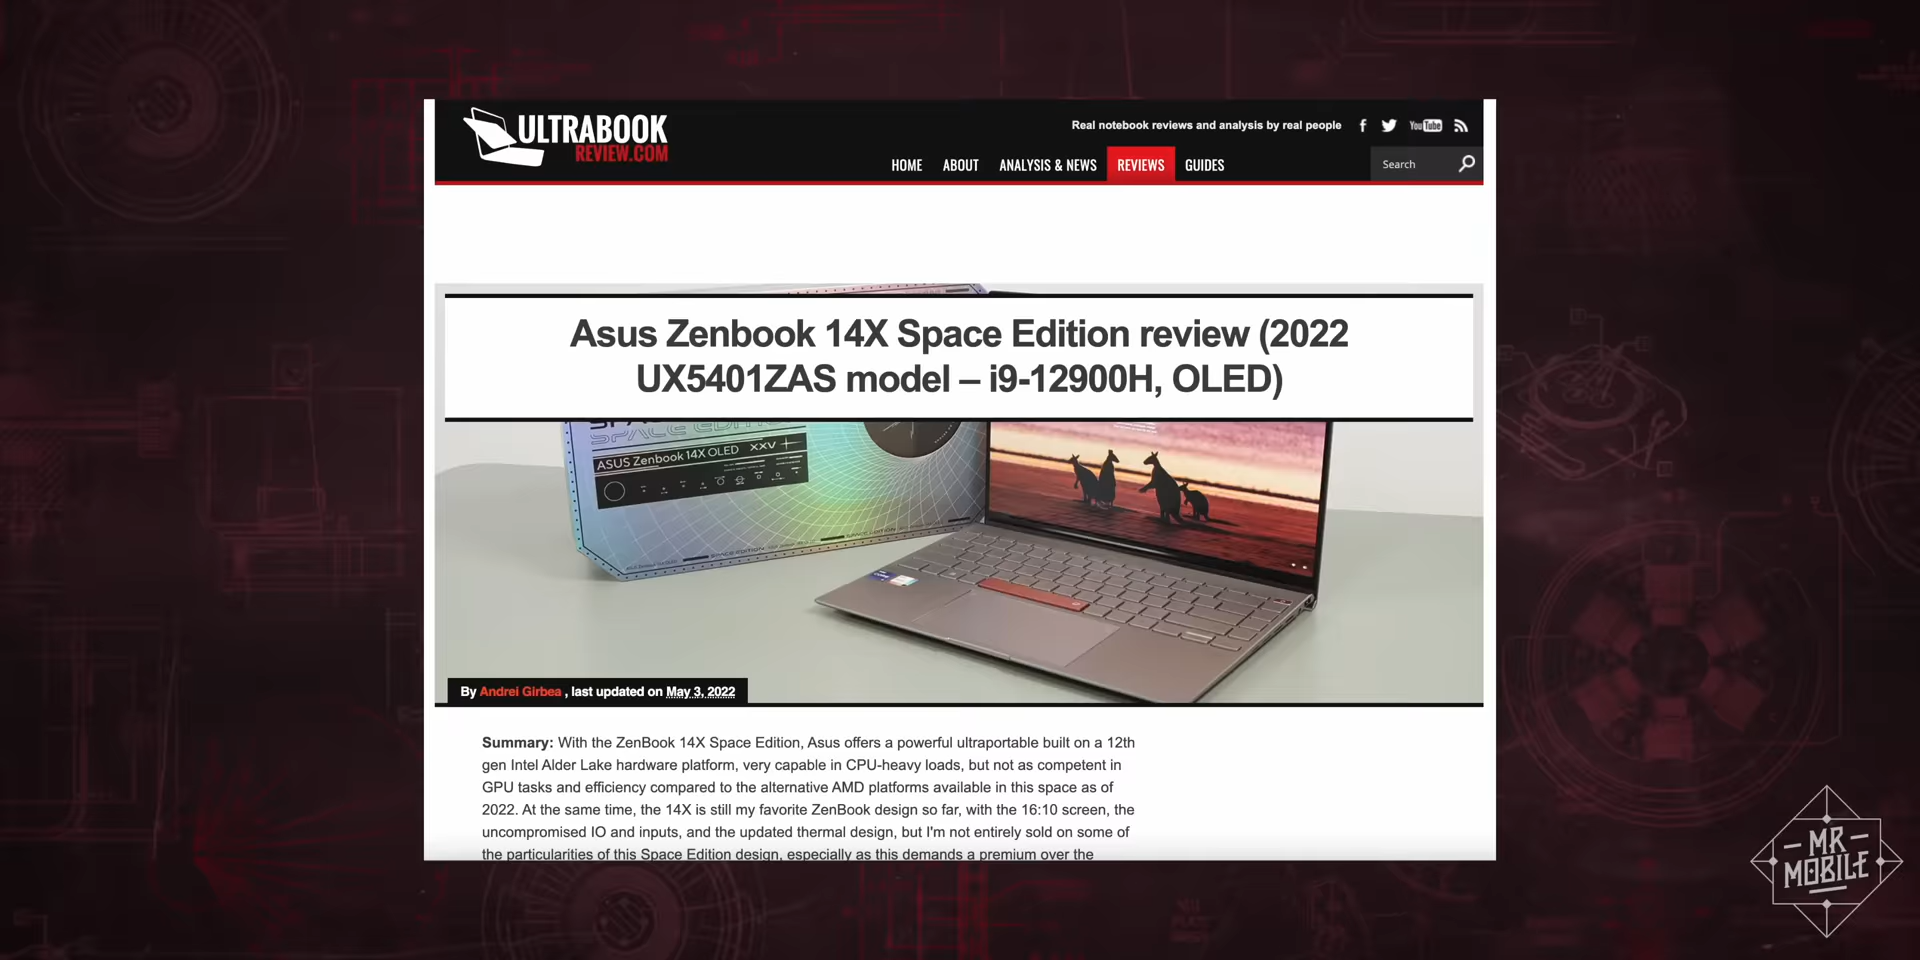 ULTRABOOK
REVIEW.COM
Real notebook reviews and analysis by real people
You Tube
HOME ABOUT ANALYSIS & NEWS REVIEWS GUIDES
Search
Asus Zenbook 14X Space Edition review (2022
UX5401ZAS model – i9-12900H, OLED)
SPACE EDITION
ASUS Zenbook 14X OLED XXV
By Andrei Girbea , last updated on May 3, 2022
Summary: With the ZenBook 14X Space Edition, Asus offers a powerful ultraportable built on a 12th
gen Intel Alder Lake hardware platform, very capable in CPU-heavy loads, but not as competent in
GPU tasks and efficiency compared to the alternative AMD platforms available in this space as of
2022. At the same time, the 14X is still my favorite ZenBook design so far, with the 16:10 screen, the
uncompromised IO and inputs, and the updated thermal design, but I'm not entirely sold on some of
the particularities of this Space Edition design, especially as this demands a premium over the
MR
MOBILE